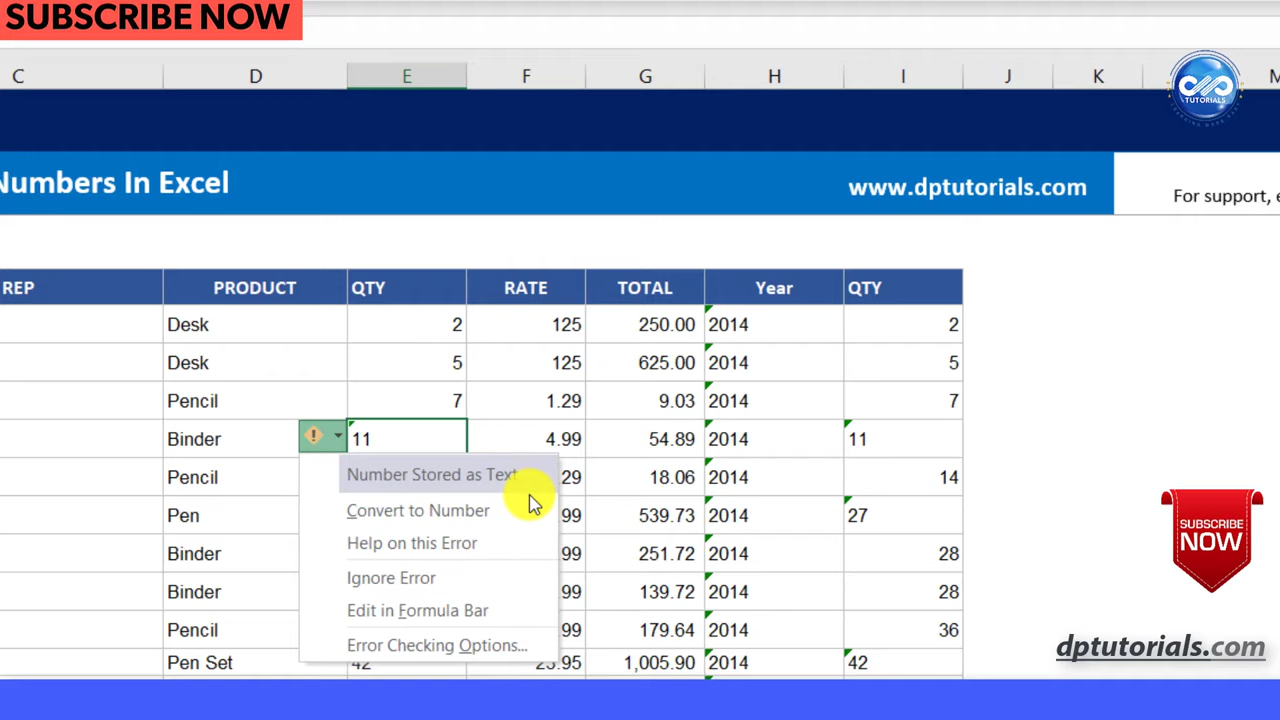 SUBSCRIBE NOW
C D E F G H I J K
TUTORIALS
Numbers In Excel
www.dptutorials.com
For support,
REP PRODUCT QTY RATE TOTAL Year QTY
Desk 2 125 250.00 2014 2
Desk 5 125 625.00 2014 5
Pencil 7 1.29 9.03 2014 7
Binder ! 11 4.99 54.89 2014 11
Pencil Number Stored as Text 29 18.06 2014 14
Pen Convert to Number 99 539.73 2014 27
SUBSCRIBE
NOW
Help on this Error
Binder 99 251.72 2014 28
Binder Ignore Error 99 139.72 2014 28
Edit in Formula Bar
Pencil 99 179.64 2014 36
Error Checking Options...
dptutorials.com
Pen Set 42 23.95 1,005.90 2014 42